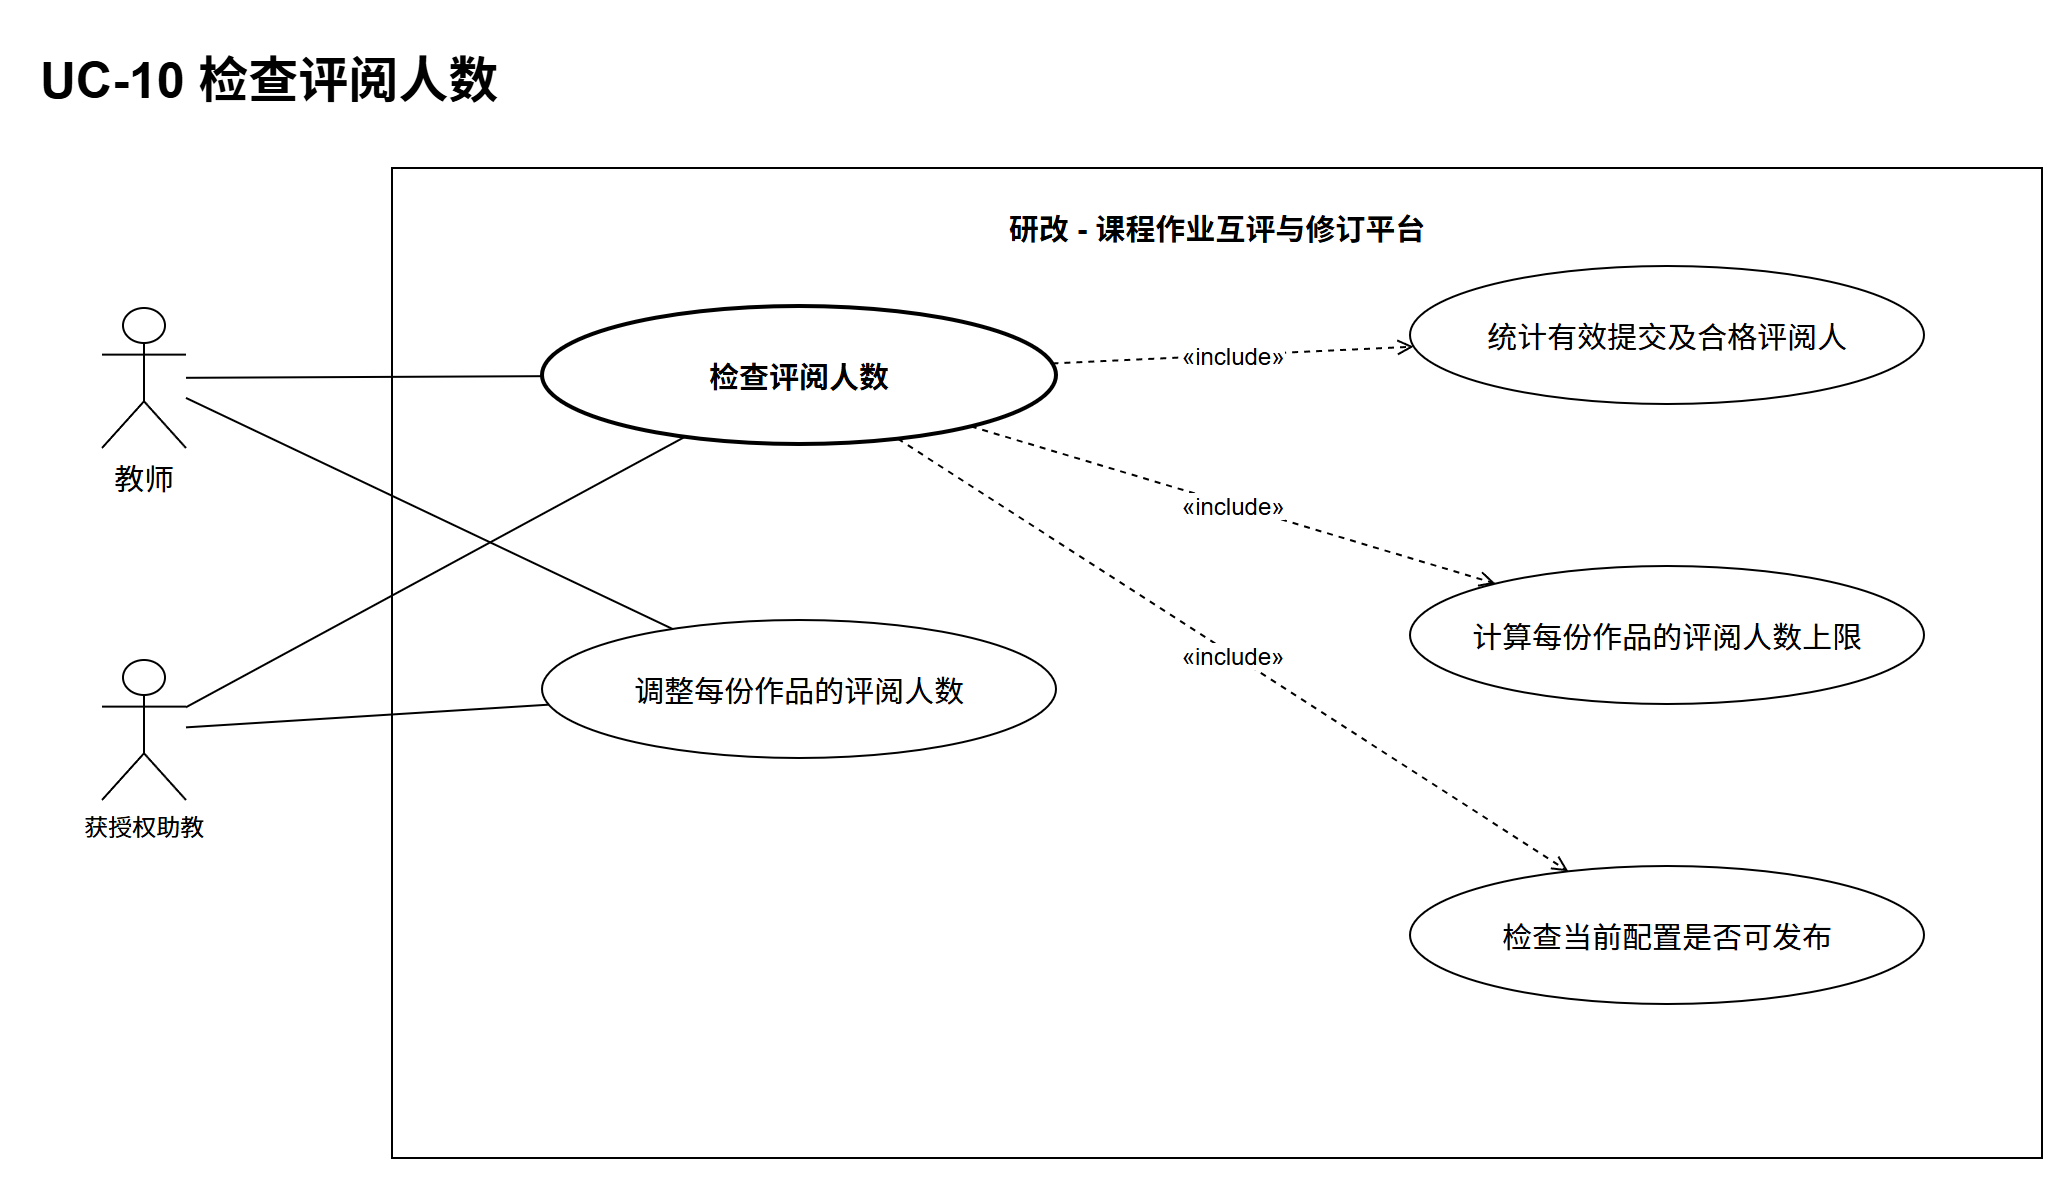 UC-10 检查评阅人数
研改 - 课程作业互评与修订平台
统计有效提交及合格评阅人
检查评阅人数
«include»
教师
«include»
计算每份作品的评阅人数上限
«include»
调整每份作品的评阅人数
获授权助教
检查当前配置是否可发布